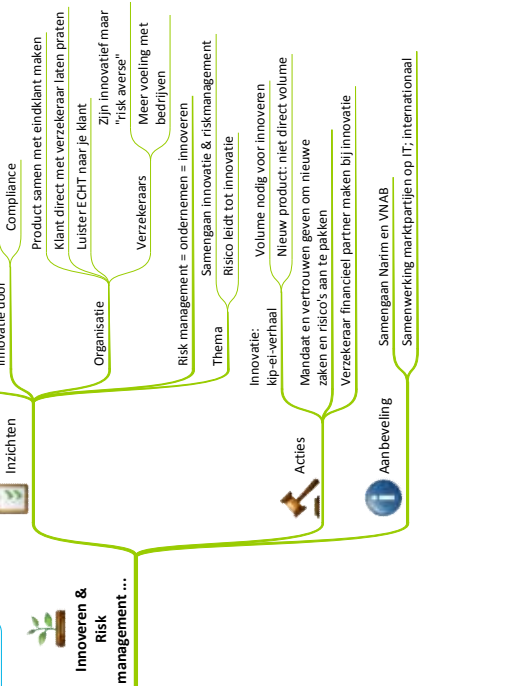 Innoveren &
Risk
management ...
Inzichten
Compliance
Organisatie
Product samen met eindklant maken
Klant direct met verzekeraar laten praten
Luister ECHT naar je klant
Verzekeraars
Zijn innovatief maar
"risk averse"
Meer voeling met
bedrijven
Risk management = ondernemen = innoveren
Thema
Samengaan innovatie & riskmanagement
Risico leidt tot innovatie
Acties
Innovatie:
kip-ei-verhaal
Volume nodig voor innoveren
Nieuw product: niet direct volume
Mandaat en vertrouwen geven om nieuwe
zaken en risico's aan te pakken
Verzekeraar financieel partner maken bij innovatie
Aanbeveling
Samengaan Narim en VNAB
Samenwerking marktpartijen op IT; internationaal